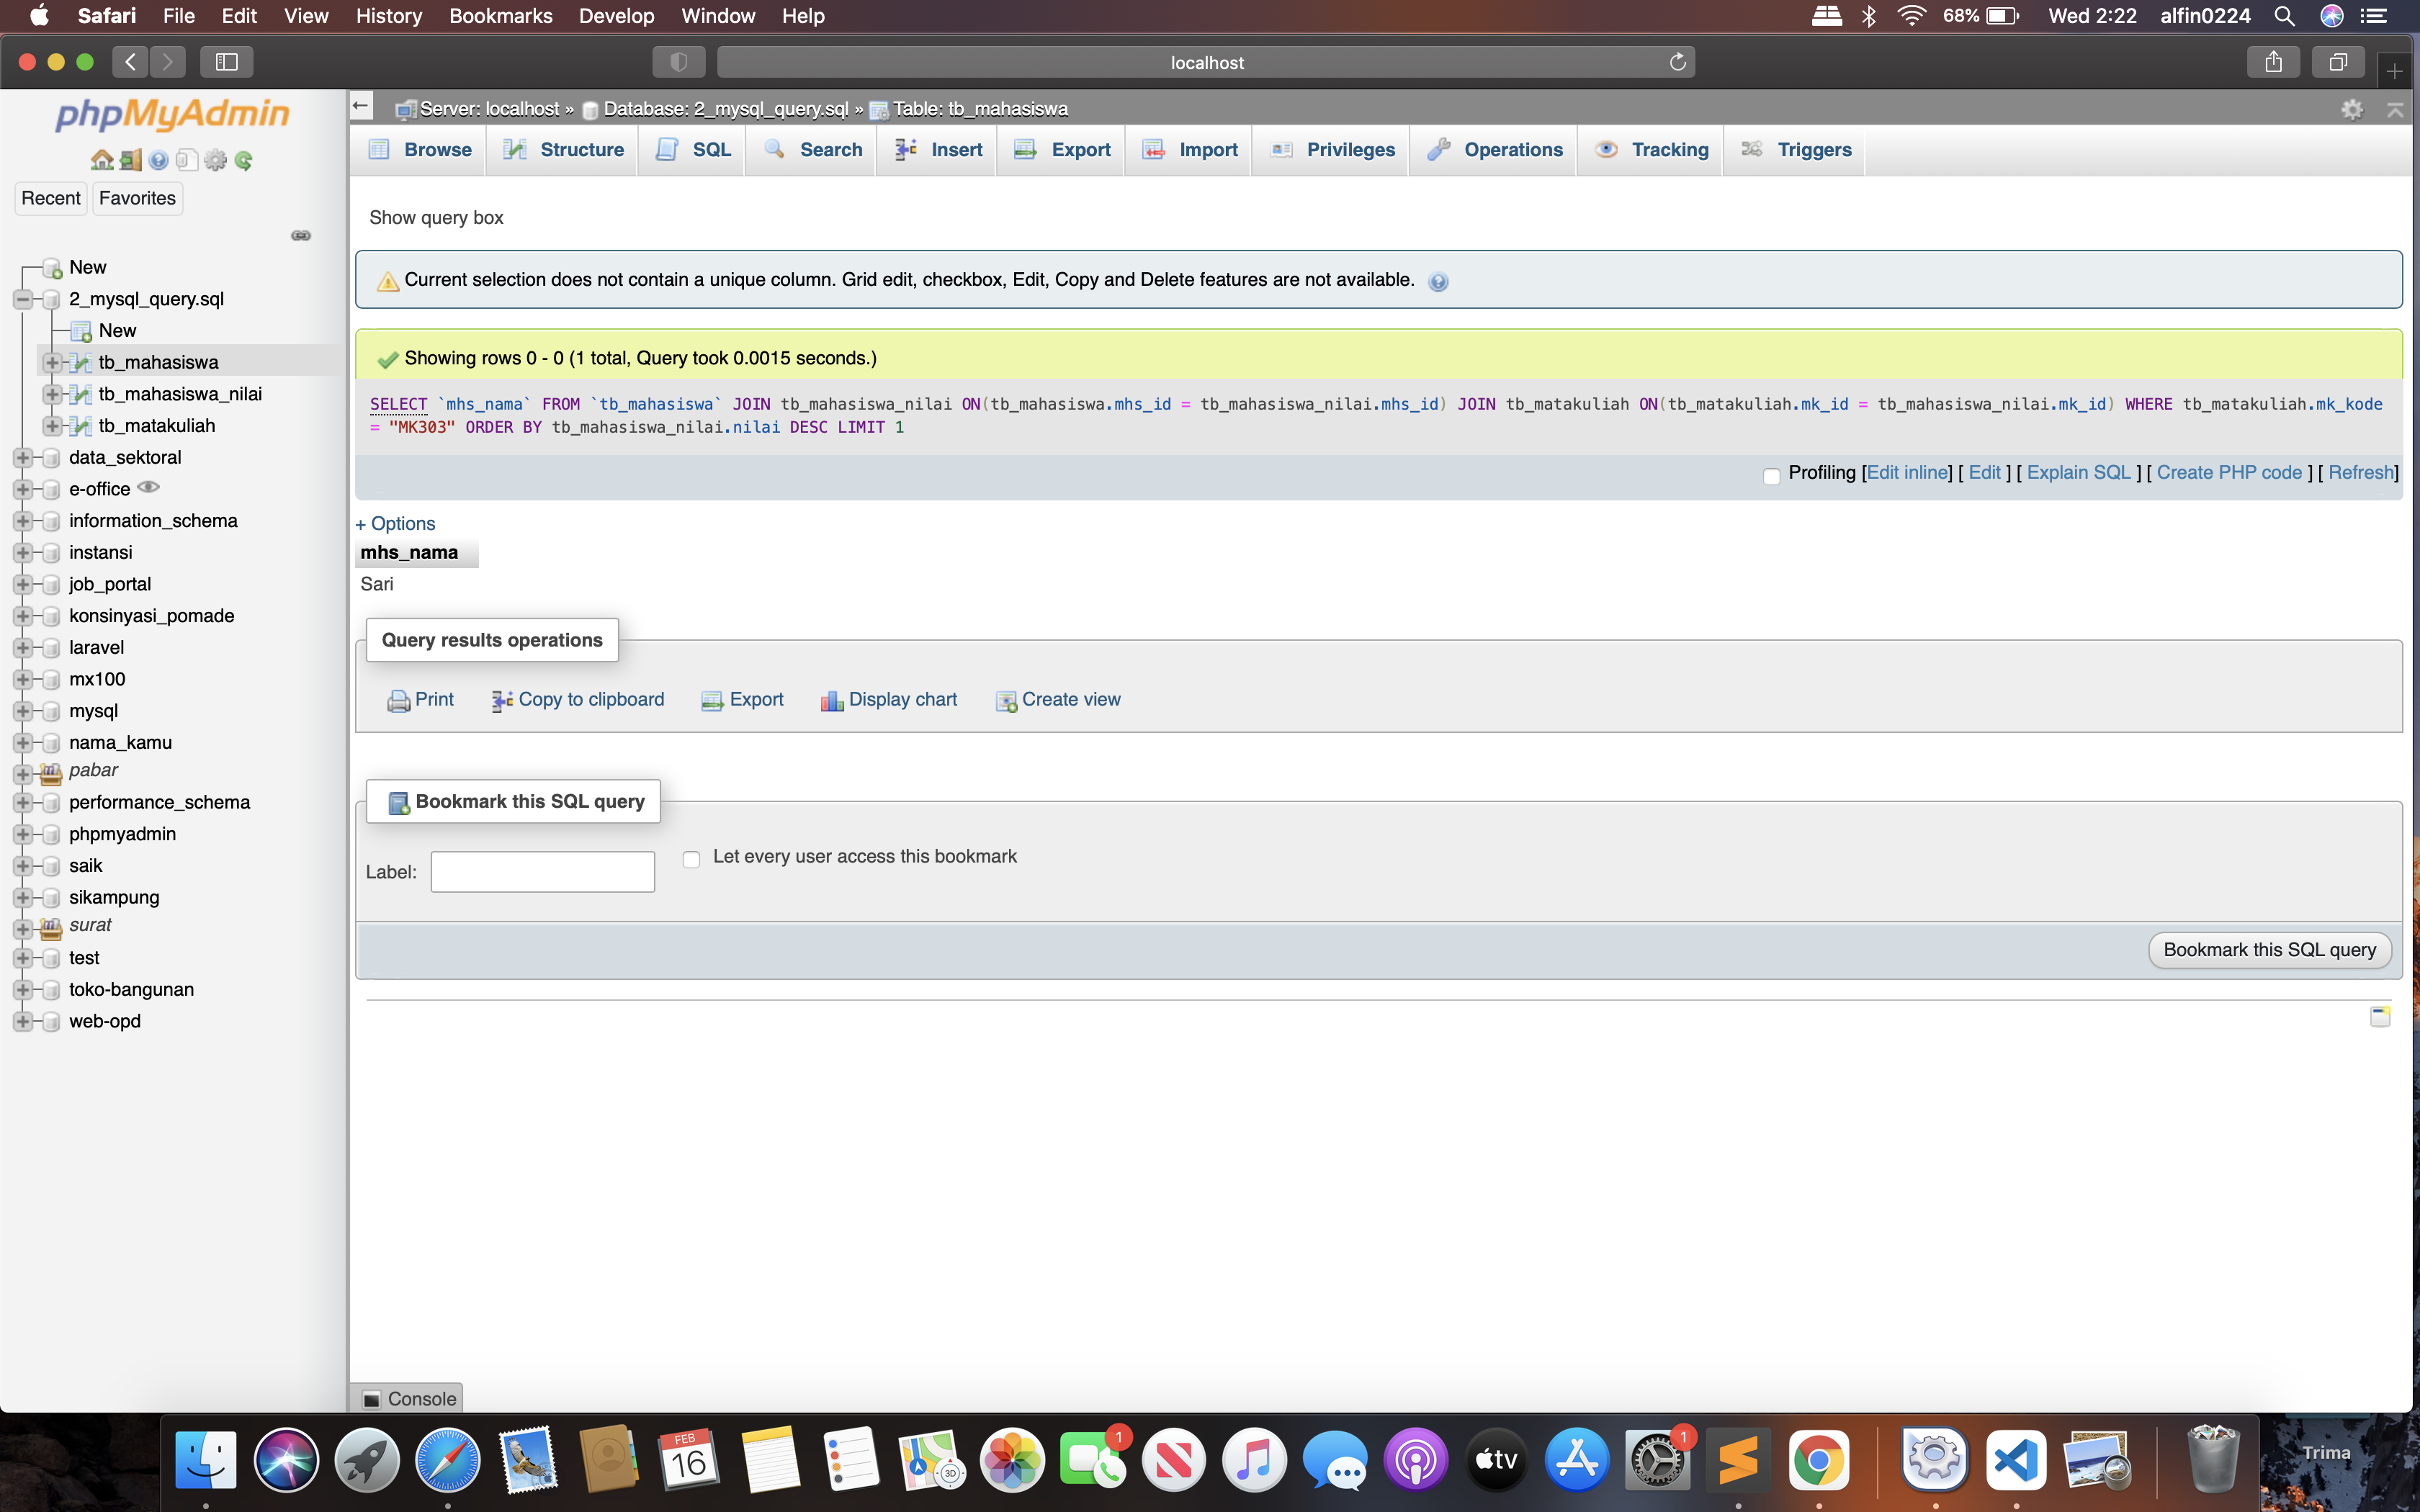 Safari File Edit View History Bookmarks Develop Window Help 68% Wed 2:22 alfin0224
localhost
phpMyAdmin
Recent Favorites
New
2_mysql_query.sql
New
tb_mahasiswa
tb_mahasiswa_nilai
tb_matakuliah
data_sektoral
e-office
information_schema
instansi
job_portal
konsinyasi_pomade
laravel
mx100
mysql
nama_kamu
pabar
performance_schema
phpmyadmin
saik
sikampung
surat
test
toko-bangunan
web-opd
Server: localhost » Database: 2_mysql_query.sql » Table: tb_mahasiswa
Browse Structure SQL Search Insert Export Import Privileges Operations Tracking Triggers
Show query box
Current selection does not contain a unique column. Grid edit, checkbox, Edit, Copy and Delete features are not available.
Showing rows 0 - 0 (1 total, Query took 0.0015 seconds.)
SELECT `mhs_nama` FROM `tb_mahasiswa` JOIN tb_mahasiswa_nilai ON(tb_mahasiswa.mhs_id = tb_mahasiswa_nilai.mhs_id) JOIN tb_matakuliah ON(tb_matakuliah.mk_id = tb_mahasiswa_nilai.mk_id) WHERE tb_matakuliah.mk_kode
= "MK303" ORDER BY tb_mahasiswa_nilai.nilai DESC LIMIT 1
Profiling [Edit inline] [ Edit ] [ Explain SQL ] [ Create PHP code ] [ Refresh]
+ Options
mhs_nama
Sari
Query results operations
Print Copy to clipboard Export Display chart Create view
Bookmark this SQL query
Label: Let every user access this bookmark
Bookmark this SQL query
Console
FEB
16
3D
1
tv
1
Trima